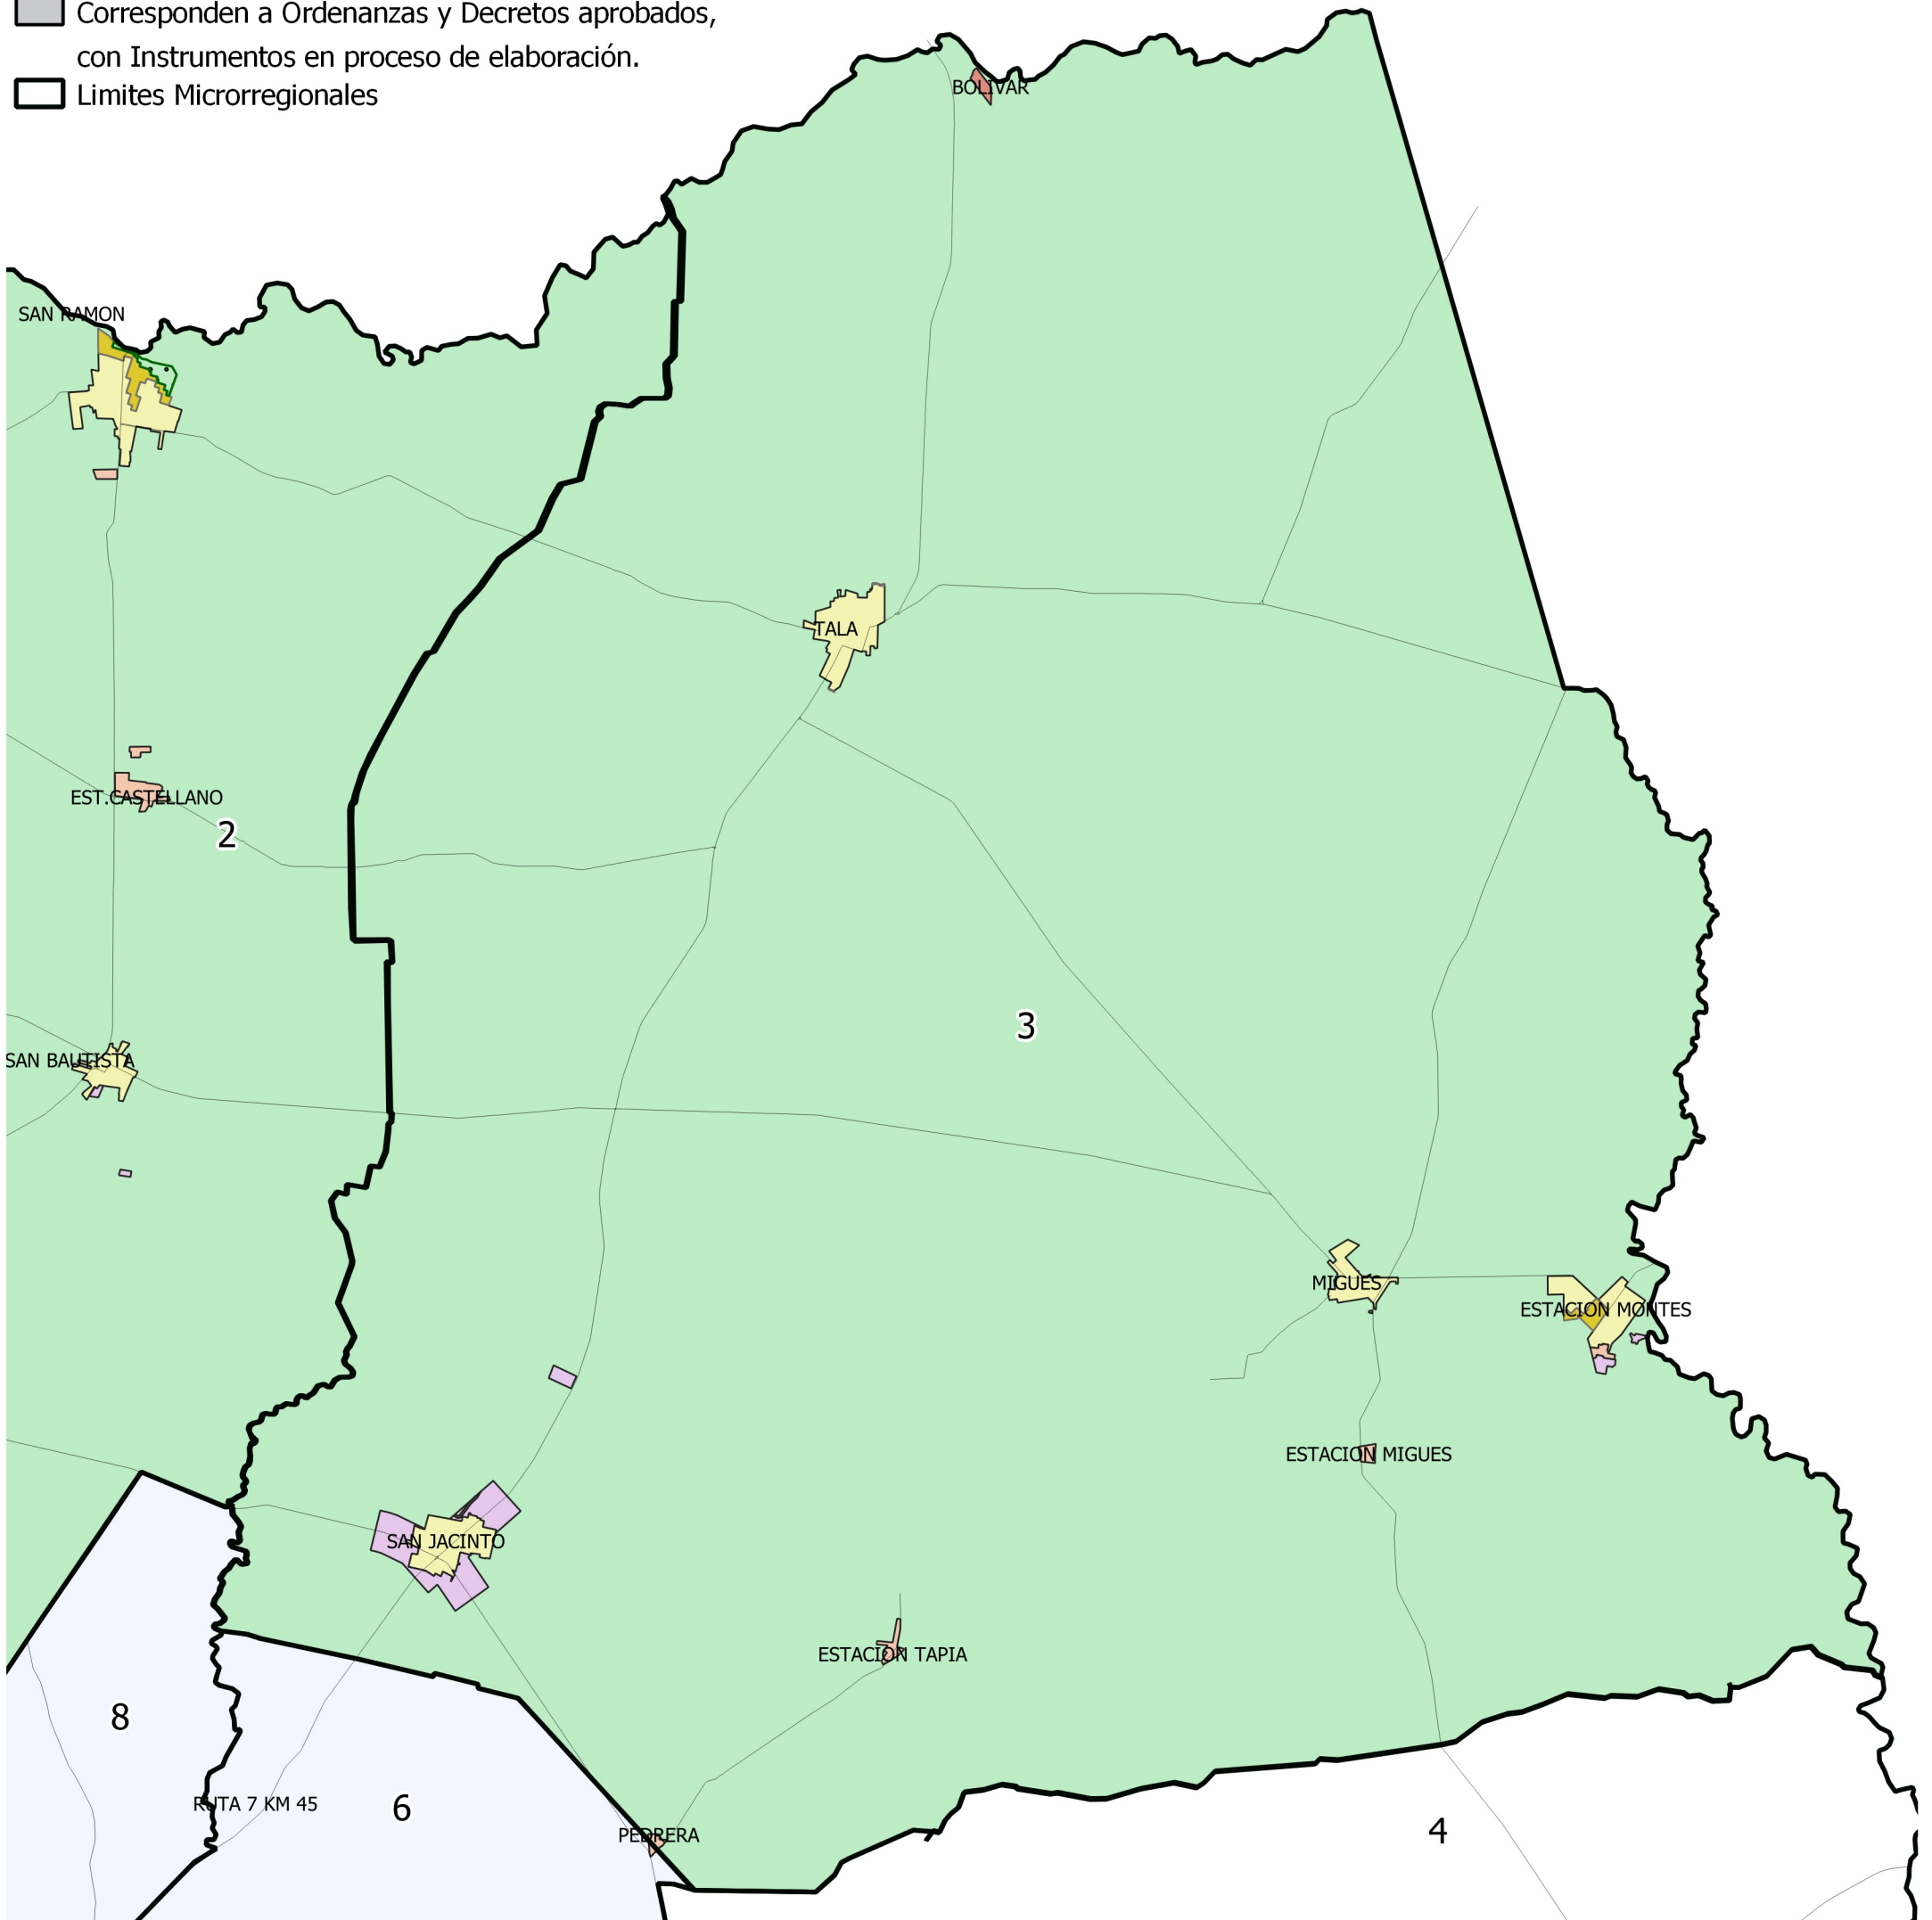 Corresponden a Ordenanzas y Decretos aprobados,
con Instrumentos en proceso de elaboración.
Limites Microrregionales
BOLIVAR
SAN RAMON
TALA
EST.CASTELLANO
2
3
SAN BAUTISTA
MIGUES
ESTACION MONTES
ESTACION MIGUES
SAN JACINTO
ESTACION TAPIA
8
RUTA 7 KM 45
6
PEDRERA
4